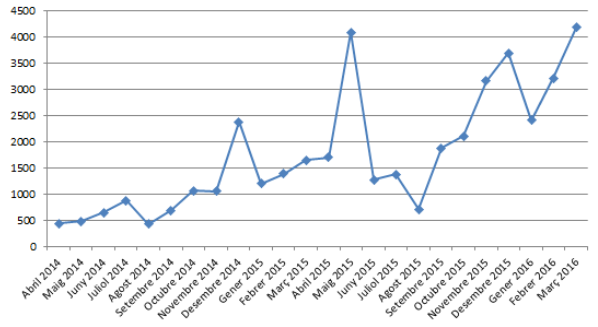 4500
4000
3500
3000
2500
2000
1500
1000
500
0
Abril 2014
Maig 2014
Juny 2014
Juliol 2014
Agost 2014
Setembre 2014
Octubre 2014
Novembre 2014
Desembre 2014
Gener 2015
Febrer 2015
Març 2015
Abril 2015
Maig 2015
Juny 2015
Juliol 2015
Agost 2015
Setembre 2015
Octubre 2015
Novembre 2015
Desembre 2015
Gener 2016
Febrer 2016
Març 2016